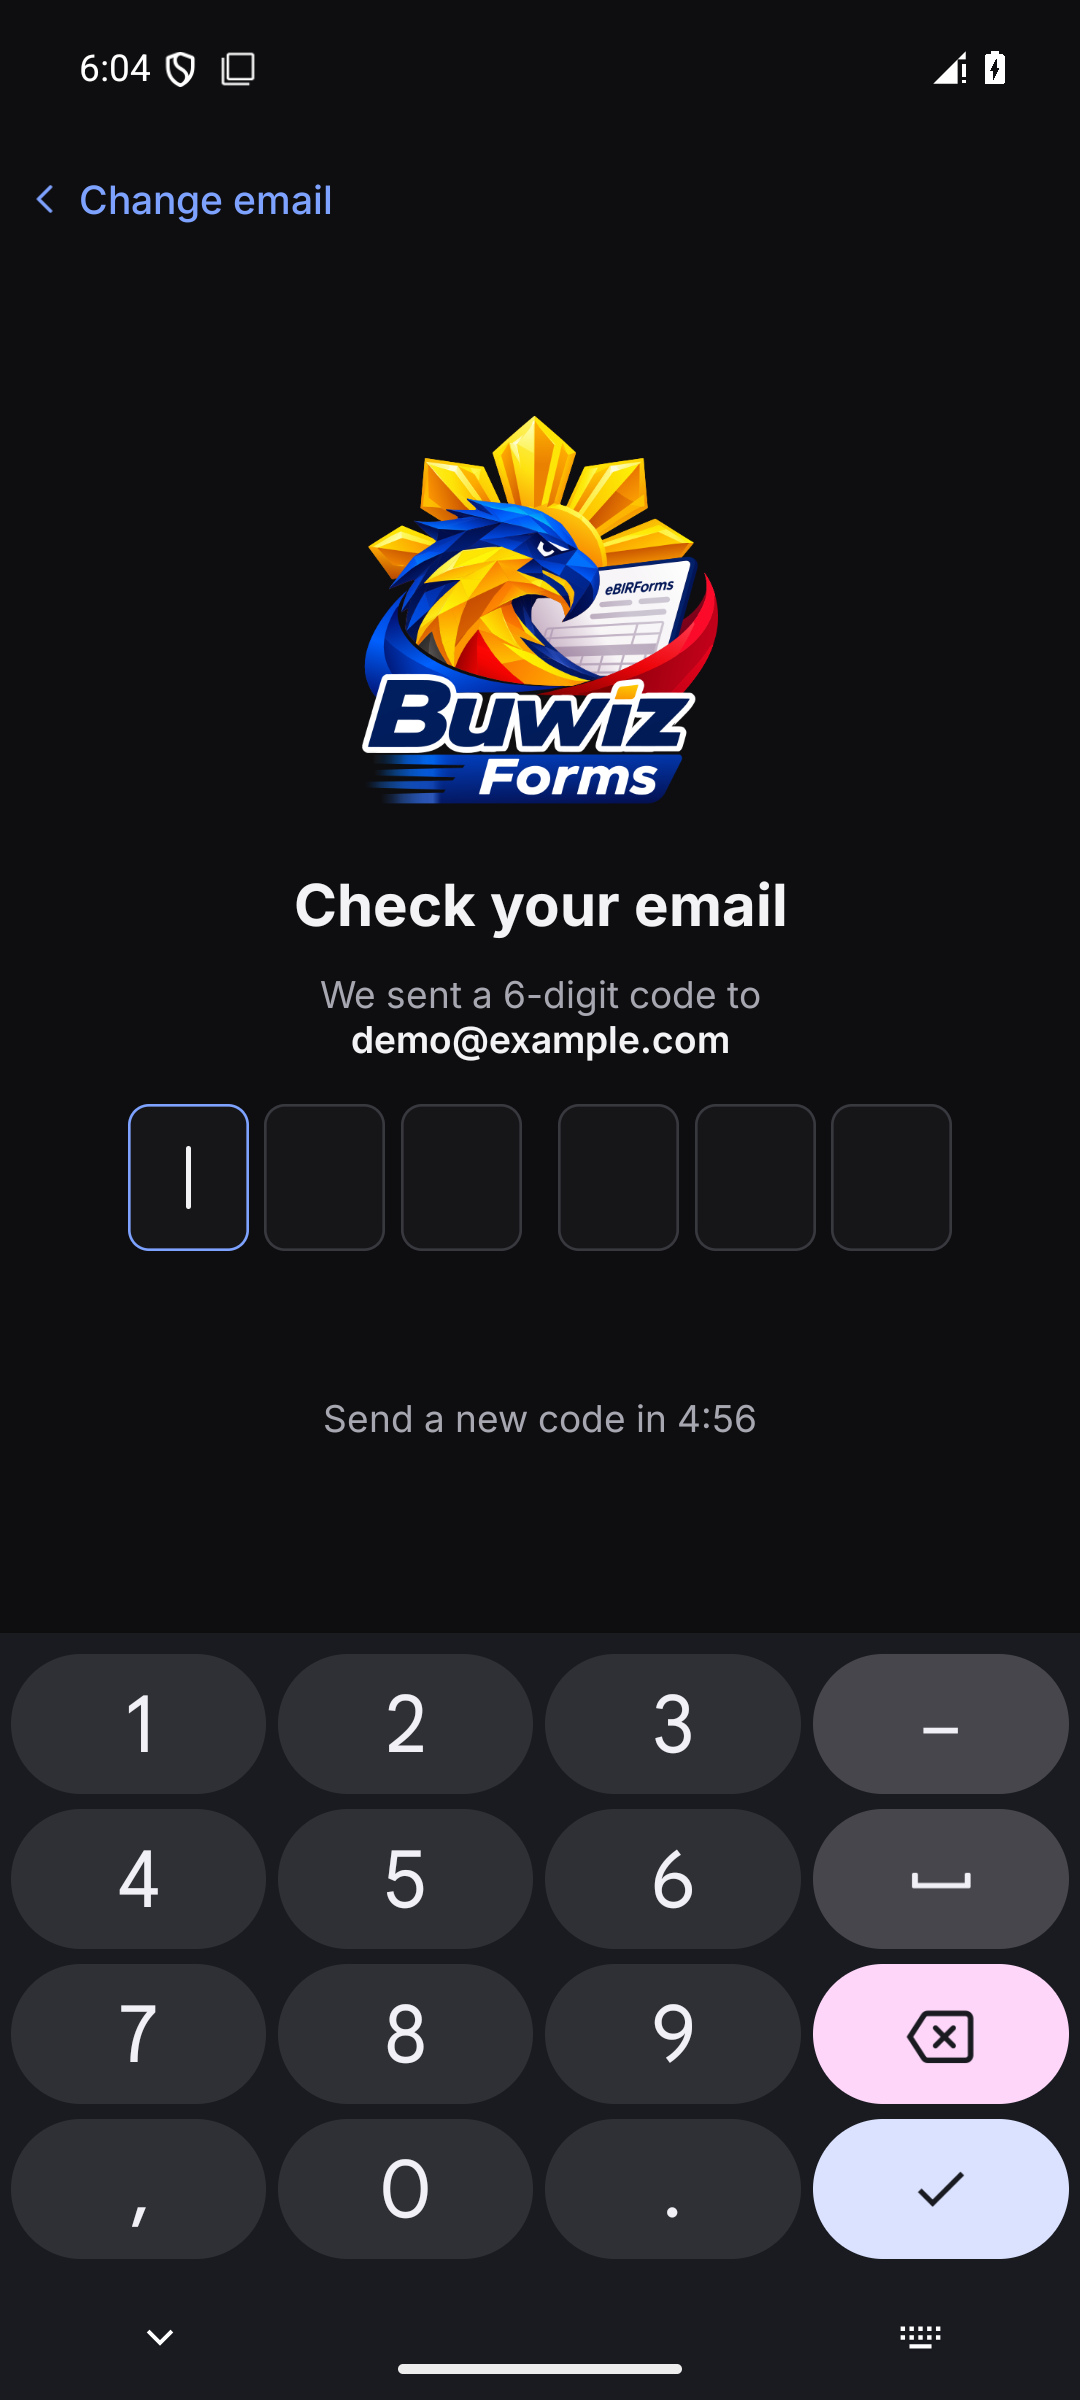 6:04
Change email
eBIRForms
Buwiz
Forms
Check your email
We sent a 6-digit code to
demo@example.com
Send a new code in 4:56
1 2 3 –
4 5 6
7 8 9
, 0 .